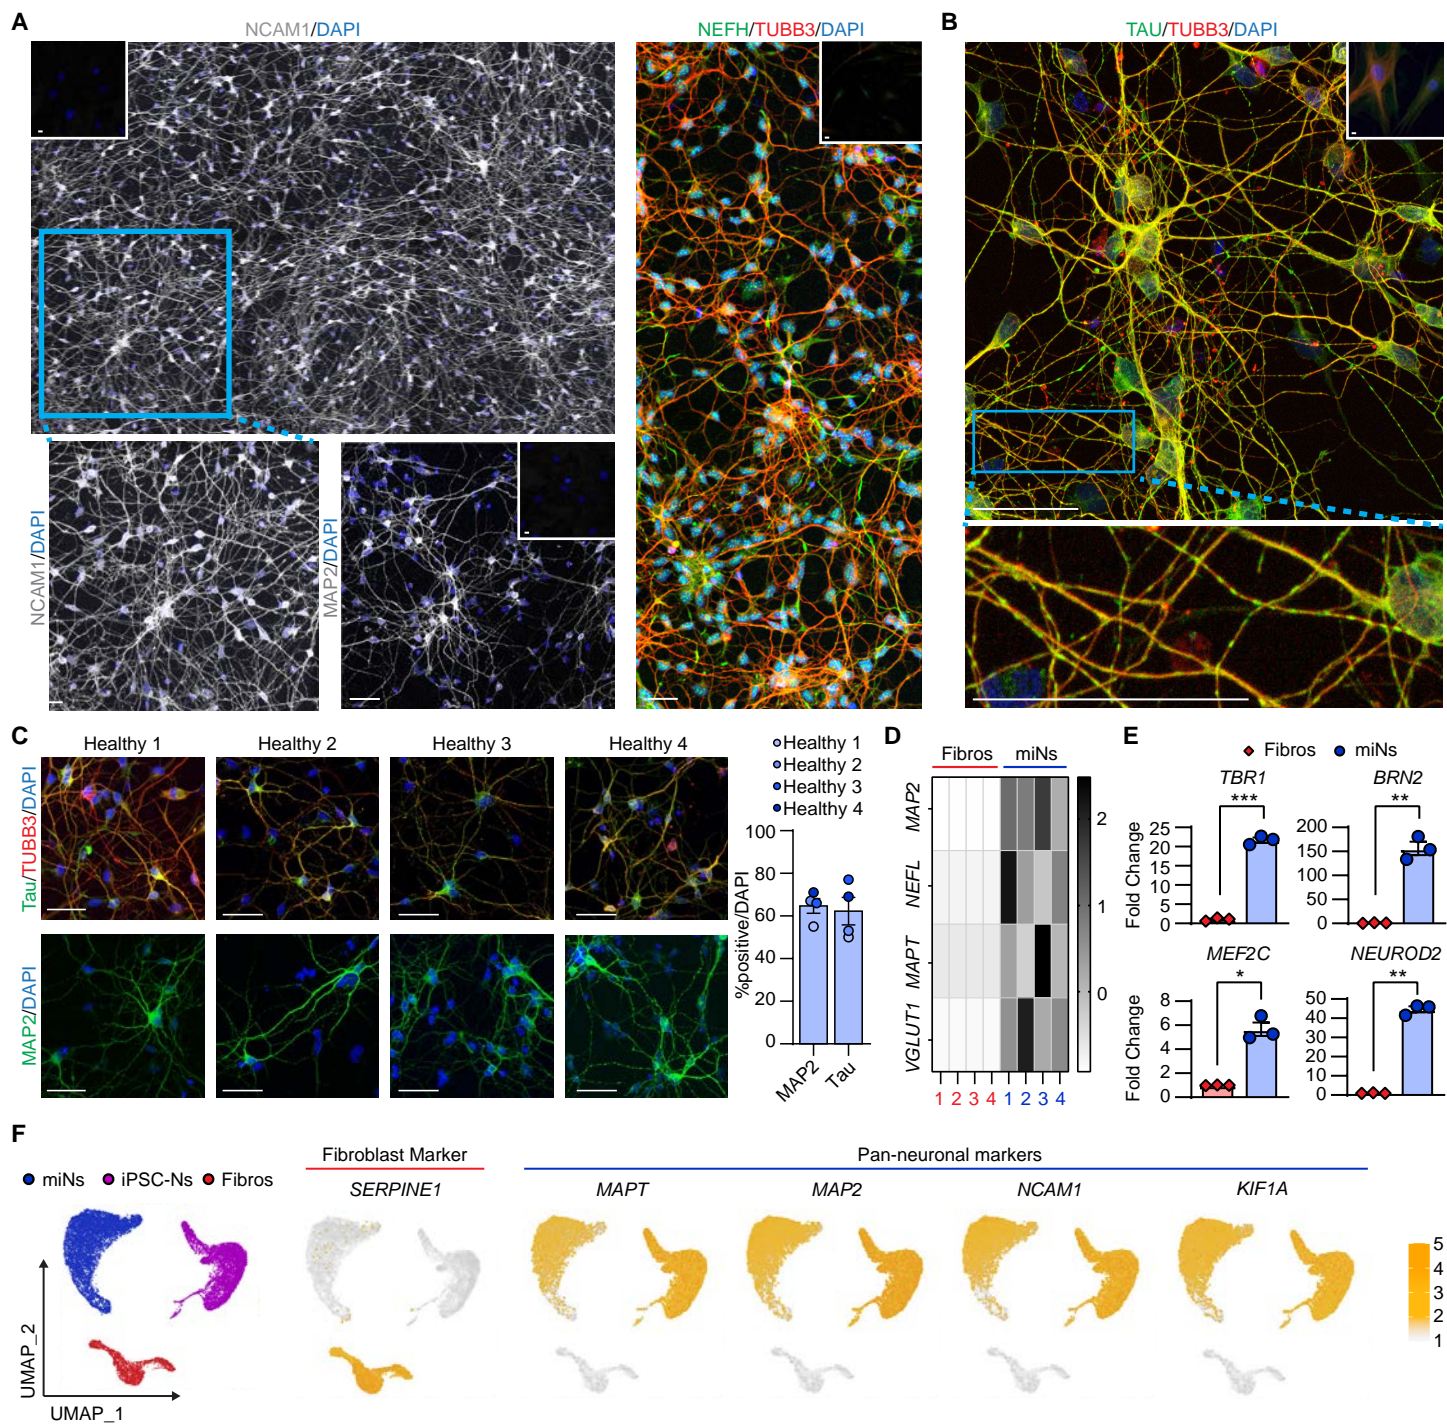 A
NCAM1/DAPI
NEFH/TUBB3/DAPI
B
TAU/TUBB3/DAPI
NCAM1/DAPI
MAP2/DAPI
C
Healthy 1
Healthy 2
Healthy 3
Healthy 4
Tau/TUBB3/DAPI
MAP2/DAPI
Healthy 1
Healthy 2
Healthy 3
Healthy 4
%positive/DAPI
100
80
60
40
20
0
MAP2
Tau
D
Fibros
miNs
MAP2
NEFL
MAPT
VGLUT1
1 2 3 4 1 2 3 4
2
1
0
E
Fibros
miNs
TBR1
***
Fold Change
25
20
15
10
5
0
BRN2
**
200
150
100
50
0
MEF2C
*
Fold Change
8
6
4
2
0
NEUROD2
**
50
40
30
20
10
0
F
miNs
iPSC-Ns
Fibros
UMAP_2
UMAP_1
Fibroblast Marker
SERPINE1
Pan-neuronal markers
MAPT
MAP2
NCAM1
KIF1A
5
4
3
2
1